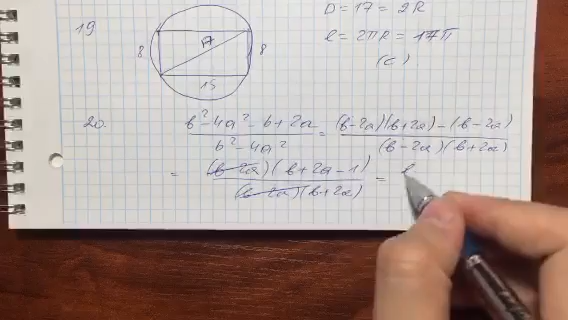 19
8
17
8
15
D = 17 = 2R
l = 2πR = 17π
(C)
20. (b² - 4a² - b + 2a)/(b² - 4a²) = ((b-2a)(b+2a) - (b-2a))/((b-2a)(b+2a))
= ((b-2a)(b+2a-1))/((b-2a)(b+2a)) =